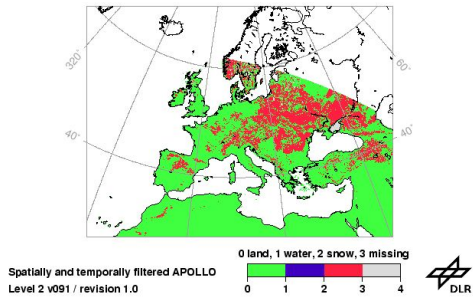 320°
60°
40°
40°
0 land, 1 water, 2 snow, 3 missing
Spatially and temporally filtered APOLLO
Level 2 v091 / revision 1.0
0 1 2 3 4
DLR